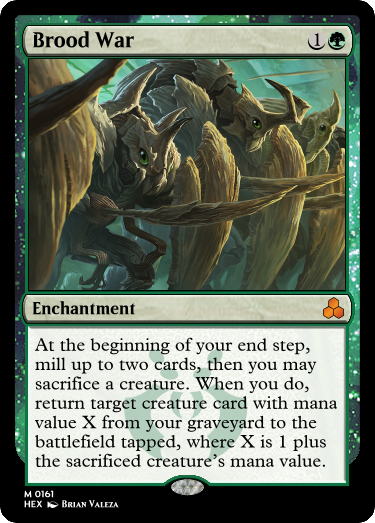 Brood War 1
Enchantment
At the beginning of your end step,
mill up to two cards, then you may
sacrifice a creature. When you do,
return target creature card with mana
value X from your graveyard to the
battlefield tapped, where X is 1 plus
the sacrificed creature's mana value.
M 0161
HEX Brian Valeza